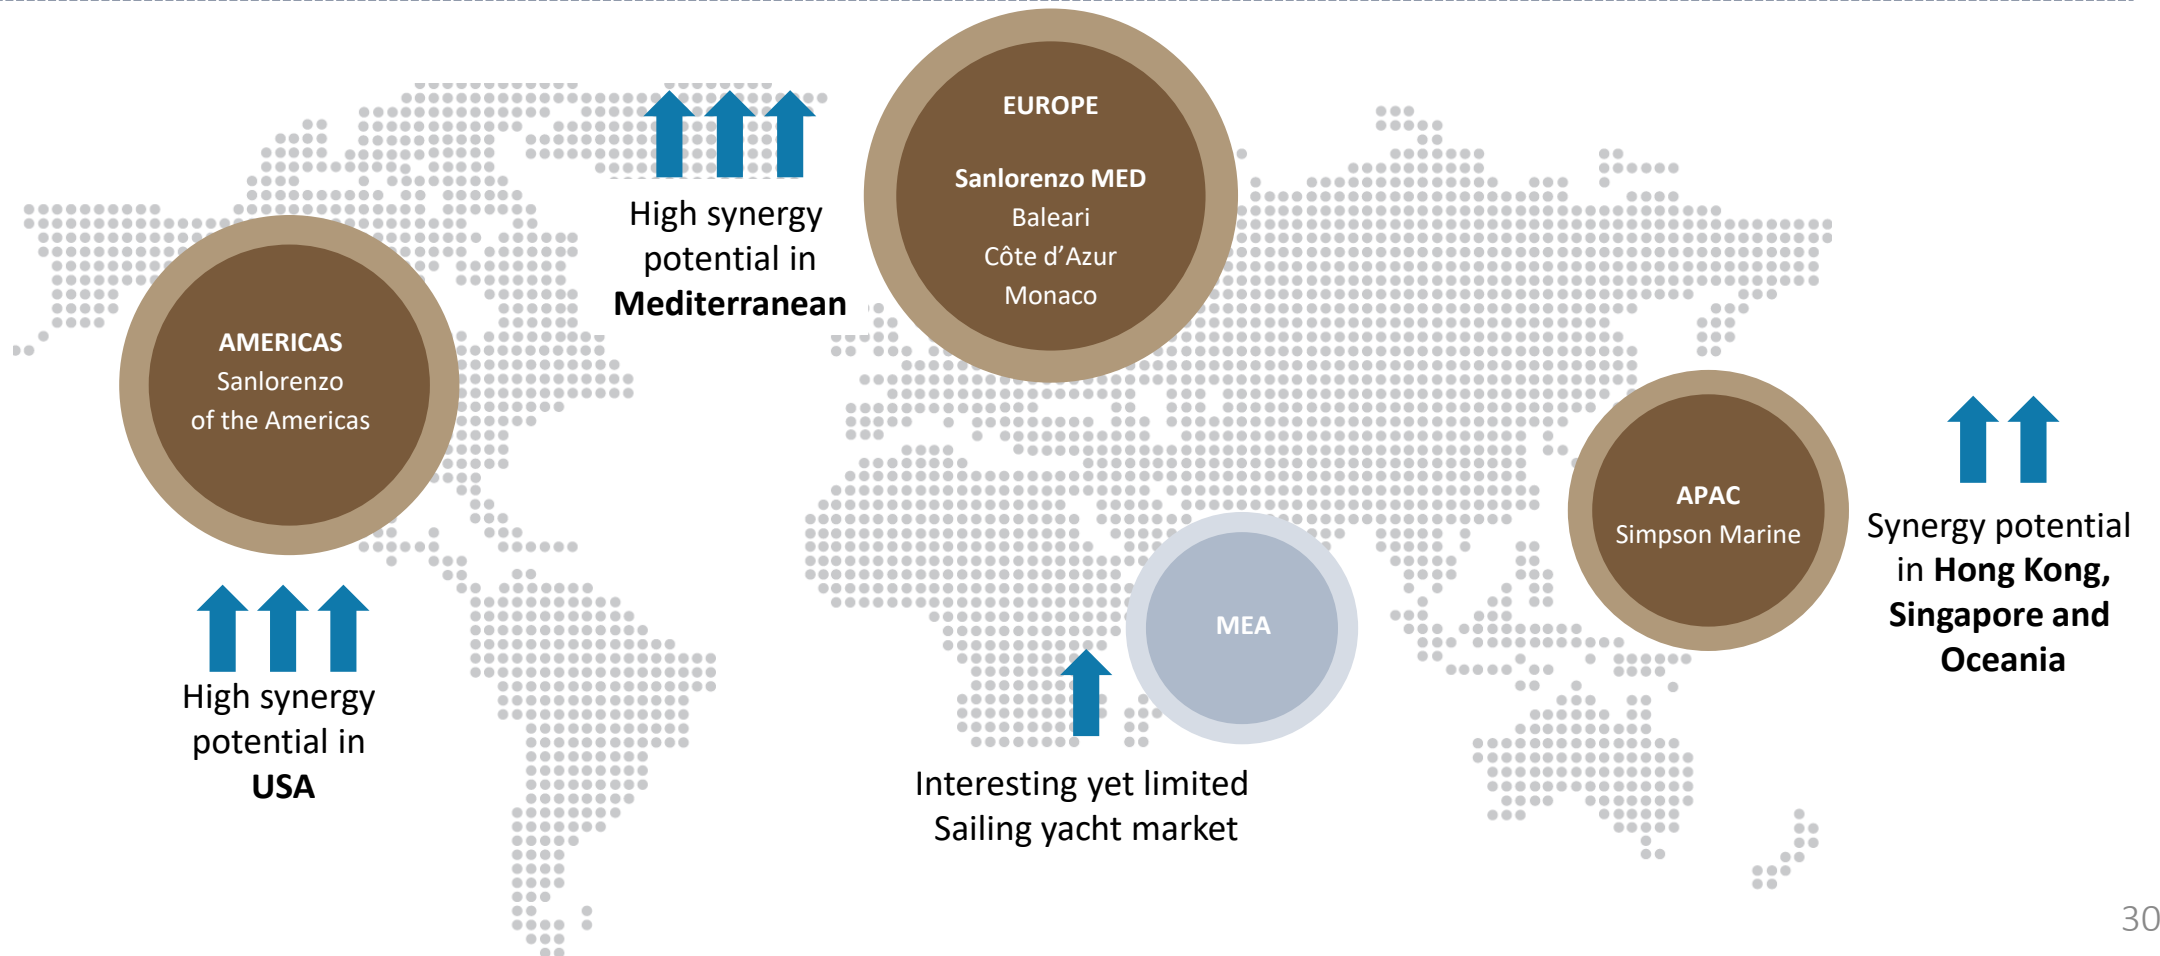 EUROPE
Sanlorenzo MED
Baleari
Côte d’Azur
Monaco
High synergy
potential in
Mediterranean
AMERICAS
Sanlorenzo
of the Americas
High synergy
potential in
USA
APAC
Simpson Marine
Synergy potential
in Hong Kong,
Singapore and
Oceania
MEA
Interesting yet limited
Sailing yacht market
30